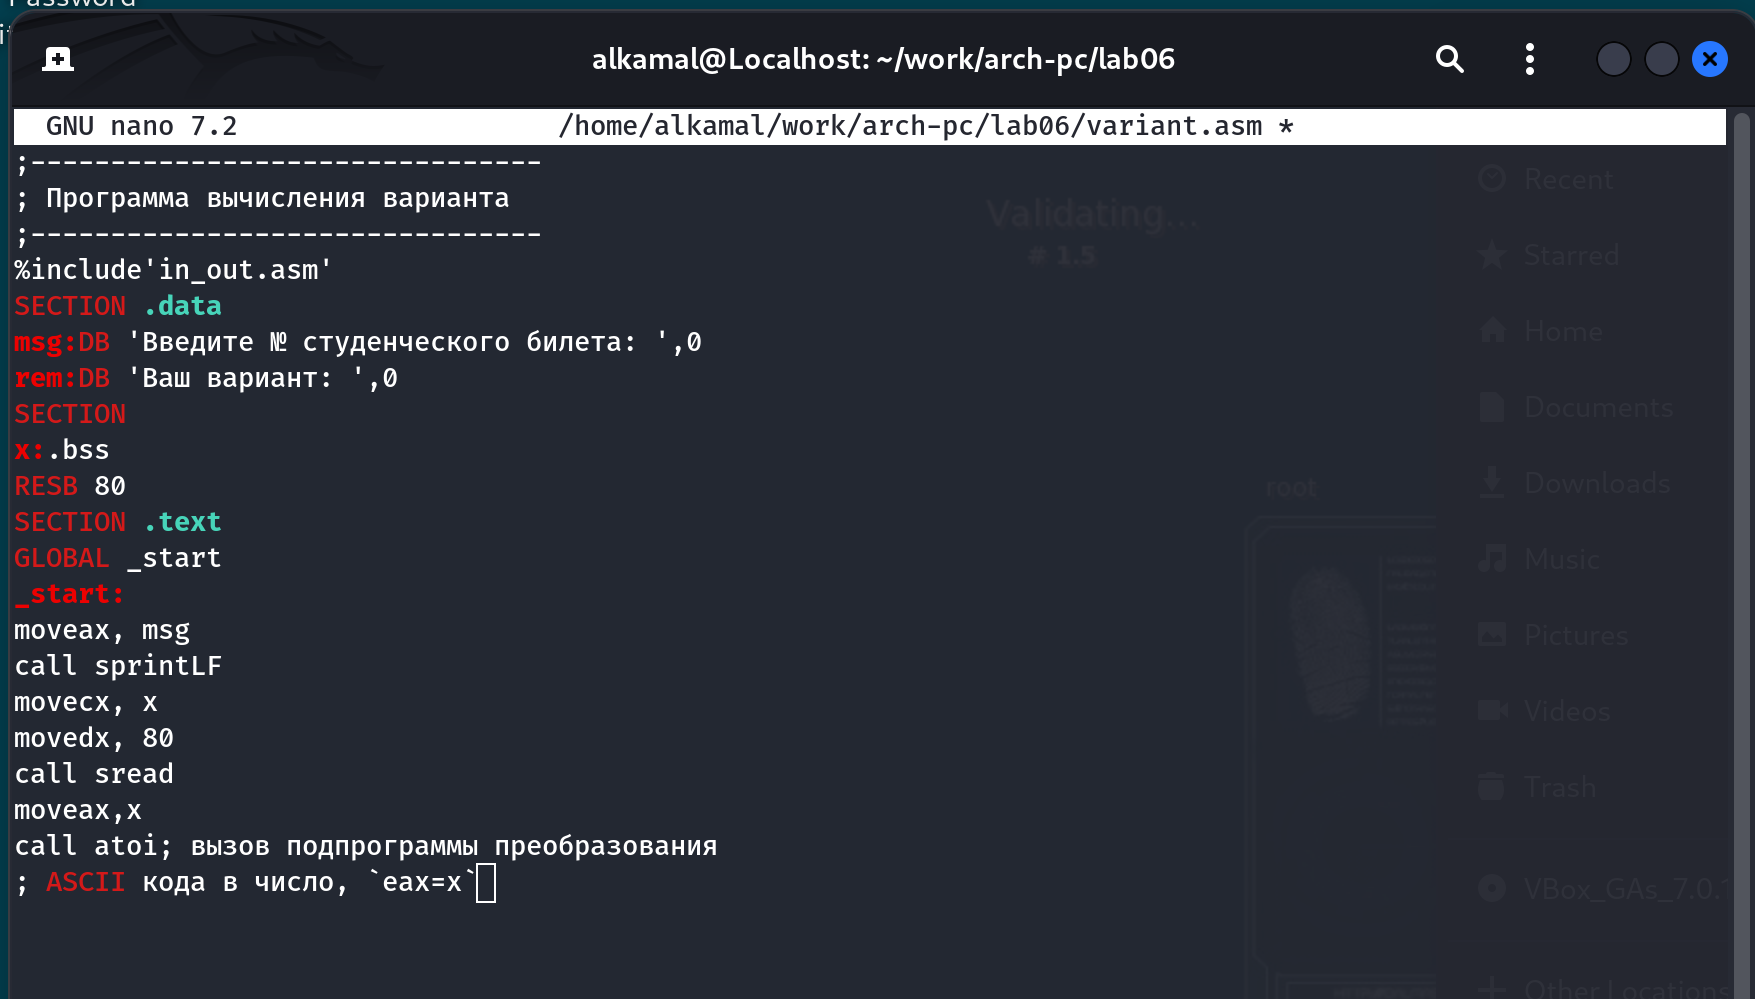 Password
alkamal@Localhost: ~/work/arch-pc/lab06
GNU nano 7.2 /home/alkamal/work/arch-pc/lab06/variant.asm *
;--------------------------------
; Программа вычисления варианта
;--------------------------------
%include'in_out.asm'
SECTION .data
msg:DB 'Введите № студенческого билета: ',0
rem:DB 'Ваш вариант: ',0
SECTION
x:.bss
RESB 80
SECTION .text
GLOBAL _start
_start:
moveax, msg
call sprintLF
movecx, x
movedx, 80
call sread
moveax,x
call atoi; вызов подпрограммы преобразования
; ASCII кода в число, `eax=x`
Validating...
# 1.5
root
Recent
Starred
Home
Documents
Downloads
Music
Pictures
Videos
Trash
VBox_GAs_7.0.1
Other Locations